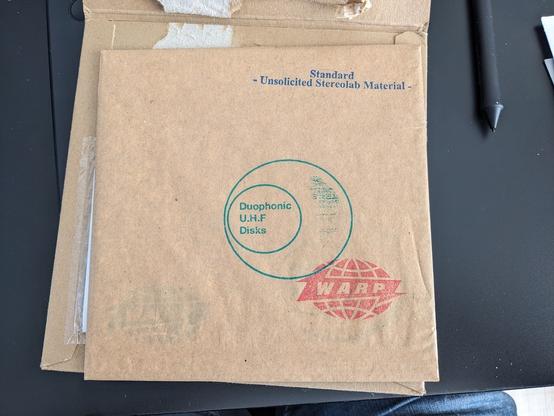 Standard
- Unsolicited Stereolab Material -
Duophonic
U.H.F
Disks
WARP